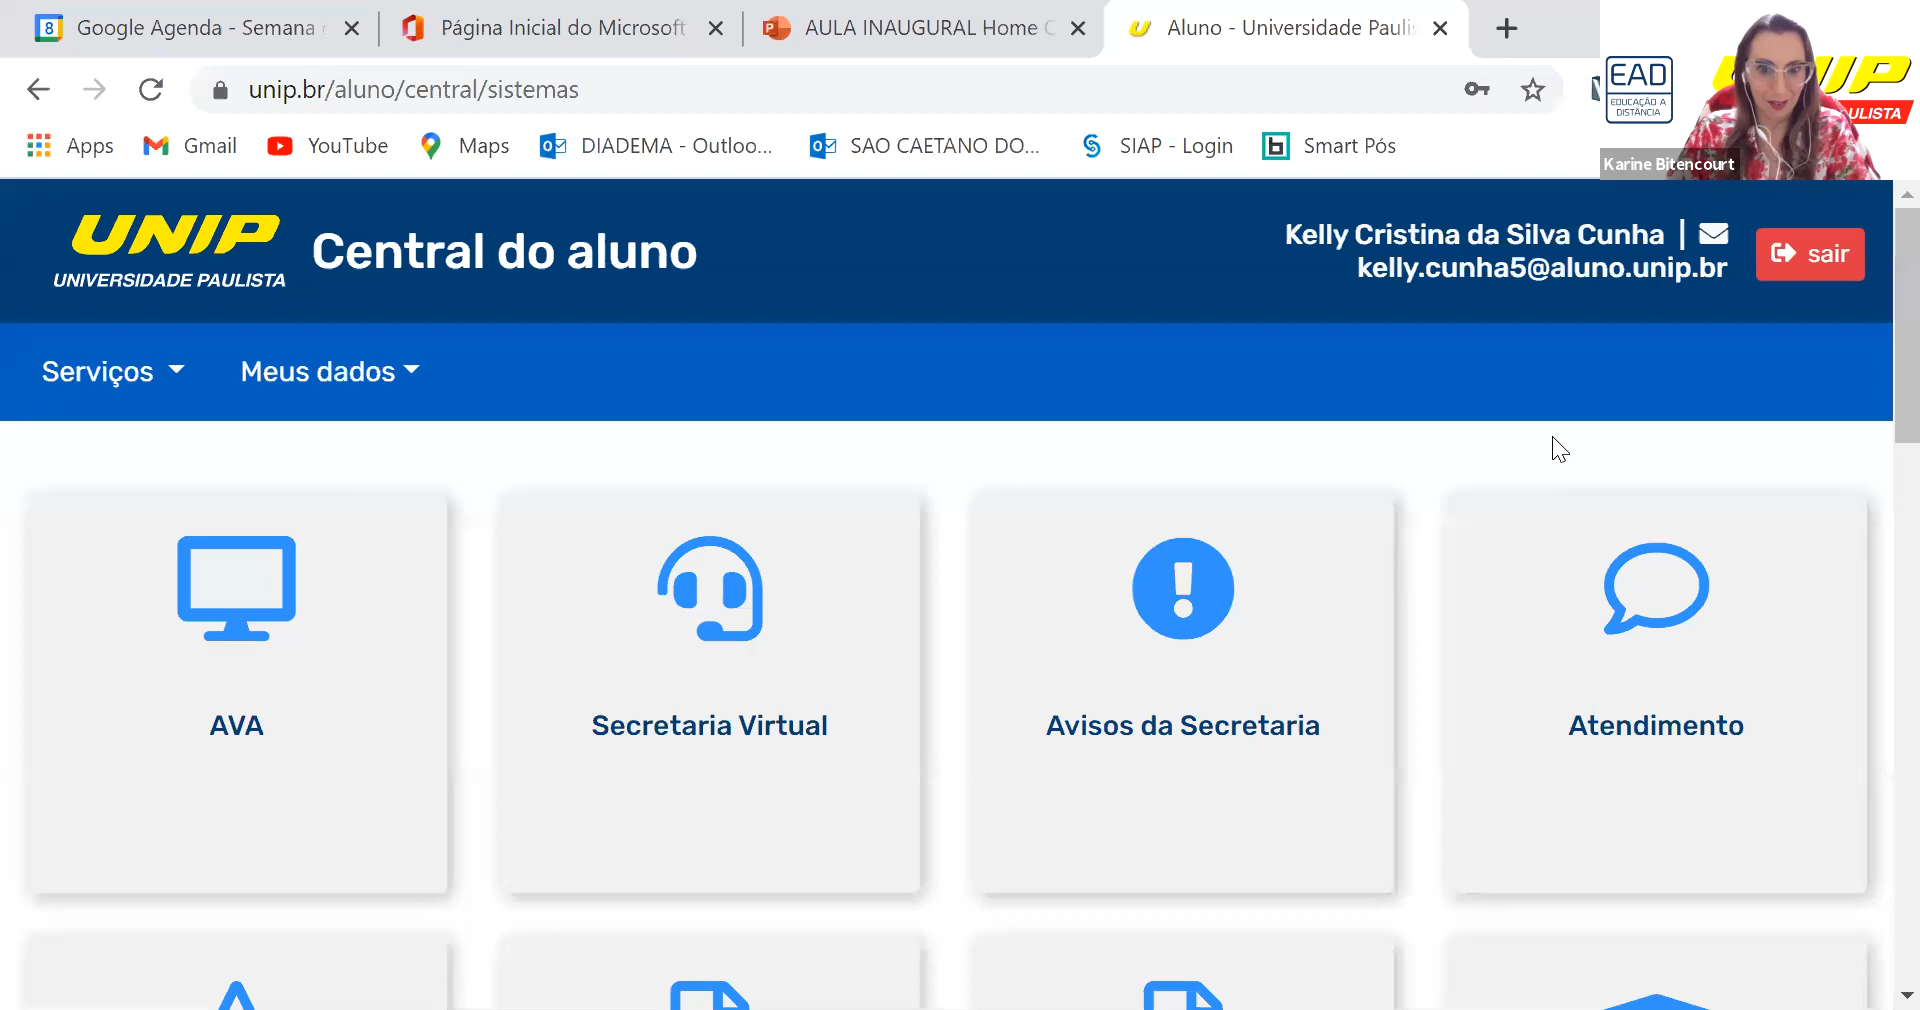 Google Agenda - Semana
Página Inicial do Microsoft
AULA INAUGURAL Home C
Aluno - Universidade Pauli
unip.br/aluno/central/sistemas
Apps
Gmail
YouTube
Maps
DIADEMA - Outloo...
SAO CAETANO DO...
SIAP - Login
Smart Pós
EAD
EDUCAÇÃO A
DISTÂNCIA
UNIP
ULISTA
Karine Bitencourt
UNIP
UNIVERSIDADE PAULISTA
Central do aluno
Kelly Cristina da Silva Cunha |
kelly.cunha5@aluno.unip.br
sair
Serviços
Meus dados
AVA
Secretaria Virtual
Avisos da Secretaria
Atendimento